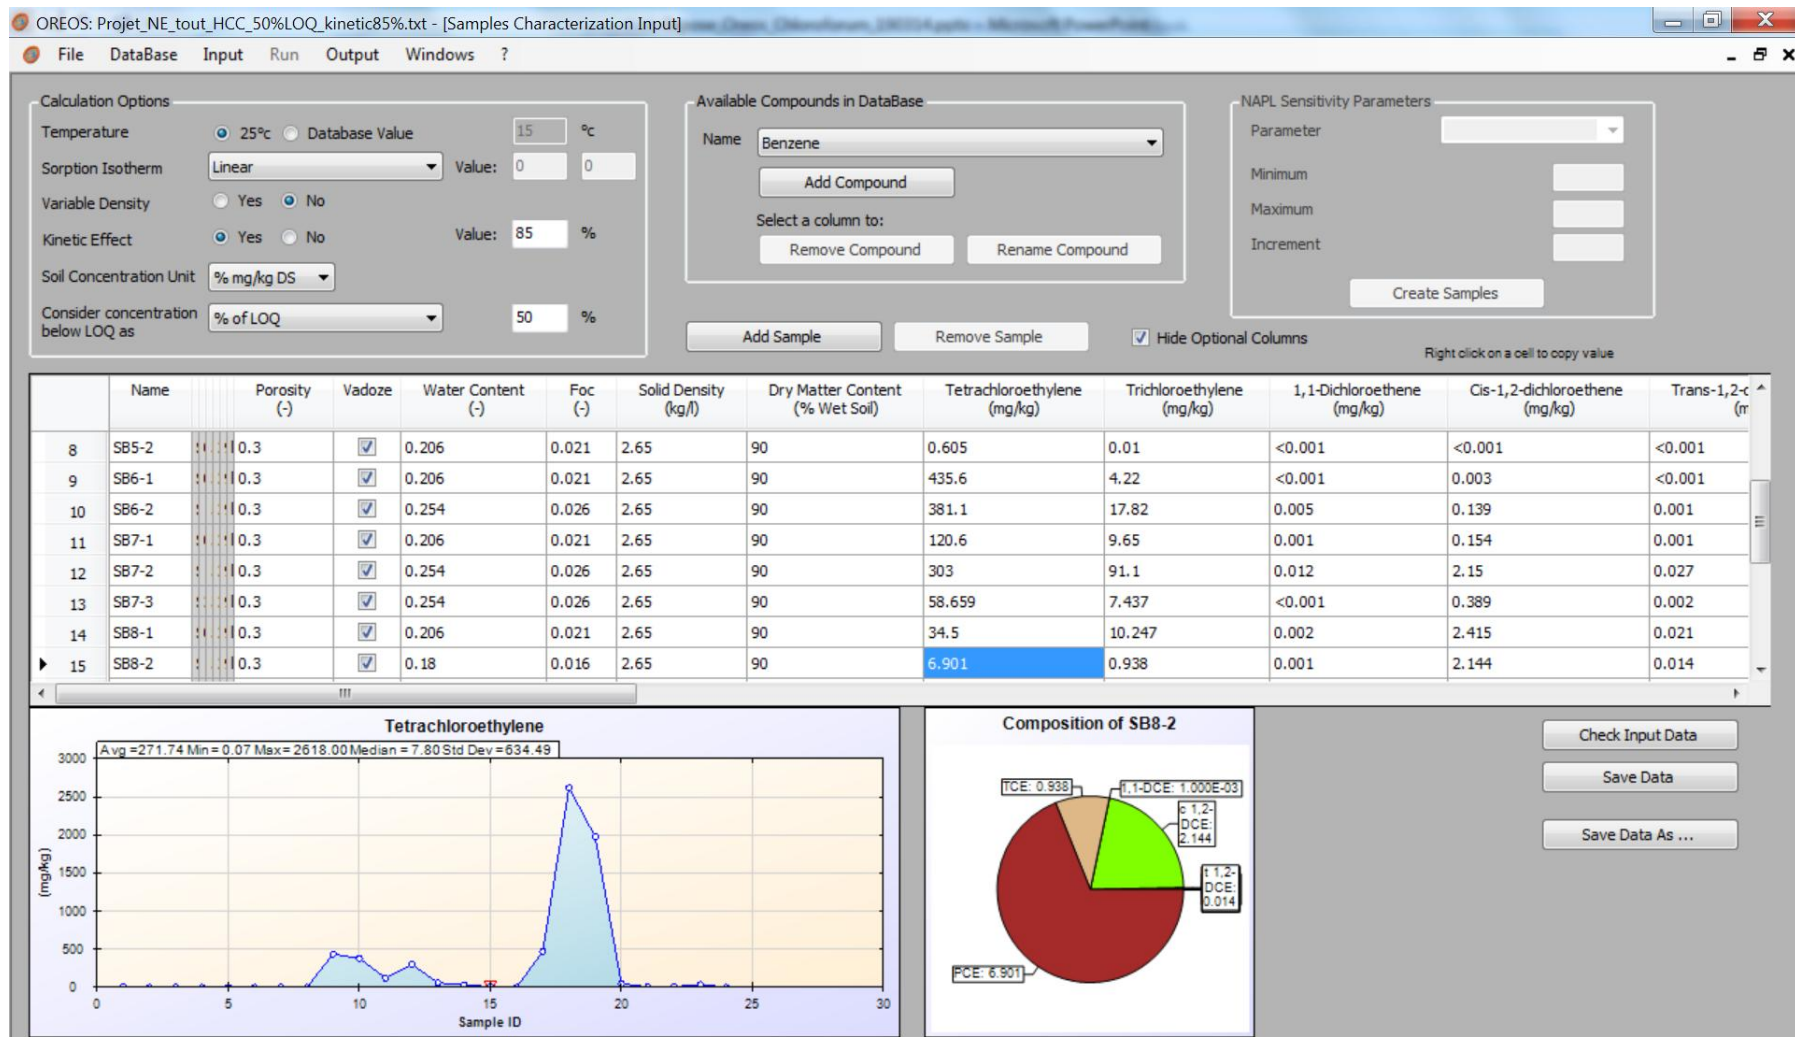 OREOS: Projet_NE_tout_HCC_50%LOQ_kinetic85%.txt - [Samples Characterization Input]
File DataBase Input Run Output Windows ?
Calculation Options
Temperature 25ºc Database Value 15 ºc
Sorption Isotherm Linear Value: 0 0
Variable Density Yes No
Kinetic Effect Yes No Value: 85 %
Soil Concentration Unit % mg/kg DS
Consider concentration below LOQ as % of LOQ 50 %
Available Compounds in DataBase
Name Benzene
Add Compound
Select a column to:
Remove Compound Rename Compound
NAPL Sensitivity Parameters
Parameter
Minimum
Maximum
Increment
Create Samples
Add Sample Remove Sample Hide Optional Columns
Right click on a cell to copy value
Name Porosity (-) Vadoze Water Content (-) Foc (-) Solid Density (kg/l) Dry Matter Content (% Wet Soil) Tetrachloroethylene (mg/kg) Trichloroethylene (mg/kg) 1,1-Dichloroethene (mg/kg) Cis-1,2-dichloroethene (mg/kg) Trans-1,2-
8 SB5-2 0.3 0.206 0.021 2.65 90 0.605 0.01 <0.001 <0.001 <0.001
9 SB6-1 0.3 0.206 0.021 2.65 90 435.6 4.22 <0.001 0.003 <0.001
10 SB6-2 0.3 0.254 0.026 2.65 90 381.1 17.82 0.005 0.139 0.001
11 SB7-1 0.3 0.206 0.021 2.65 90 120.6 9.65 0.001 0.154 0.001
12 SB7-2 0.3 0.254 0.026 2.65 90 303 91.1 0.012 2.15 0.027
13 SB7-3 0.3 0.254 0.026 2.65 90 58.659 7.437 <0.001 0.389 0.002
14 SB8-1 0.3 0.206 0.021 2.65 90 34.5 10.247 0.002 2.415 0.021
15 SB8-2 0.3 0.18 0.016 2.65 90 6.901 0.938 0.001 2.144 0.014
Tetrachloroethylene
Avg =271.74 Min = 0.07 Max= 2618.00 Median = 7.80 Std Dev =634.49
(mg/kg)
3000
2500
2000
1500
1000
500
0
0 5 10 15 20 25 30
Sample ID
Composition of SB8-2
TCE: 0.938
1,1-DCE: 1.000E-03
c 1,2-
DCE:
2.144
t 1,2-
DCE:
0.014
PCE: 6.901
Check Input Data
Save Data
Save Data As ...